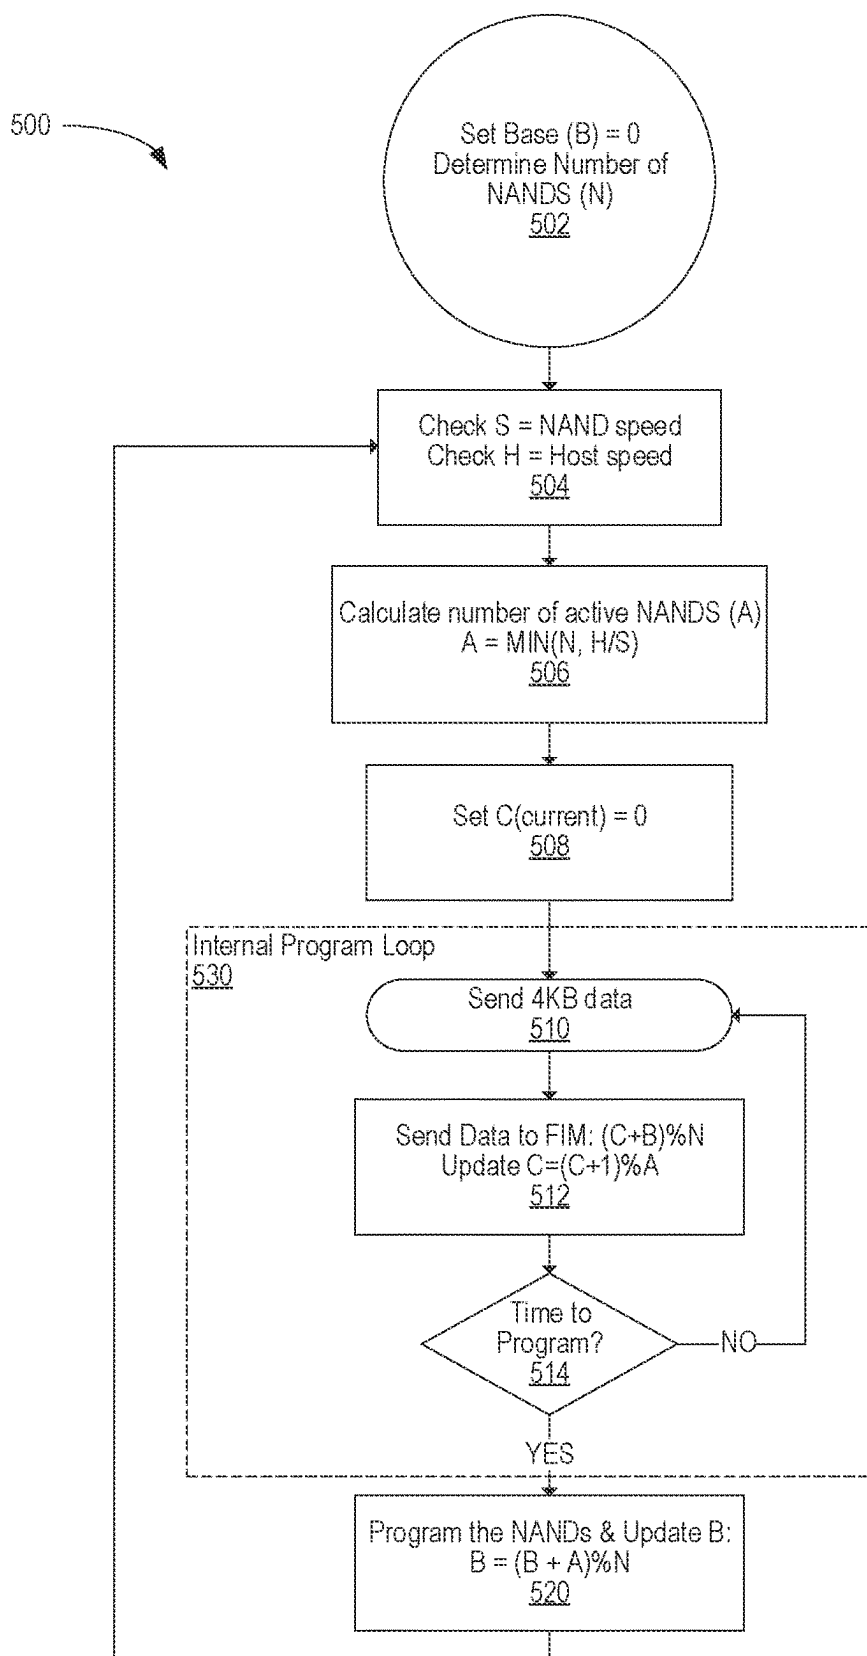 500
Set Base (B) = 0
Determine Number of
NANDS (N)
502
Check S = NAND speed
Check H = Host speed
504
Calculate number of active NANDS (A)
A = MIN(N, H/S)
506
Set C(current) = 0
508
Internal Program Loop
530
Send 4KB data
510
Send Data to FIM: (C+B)%N
Update C=(C+1)%A
512
Time to
Program?
514
NO
YES
Program the NANDs & Update B:
B = (B + A)%N
520